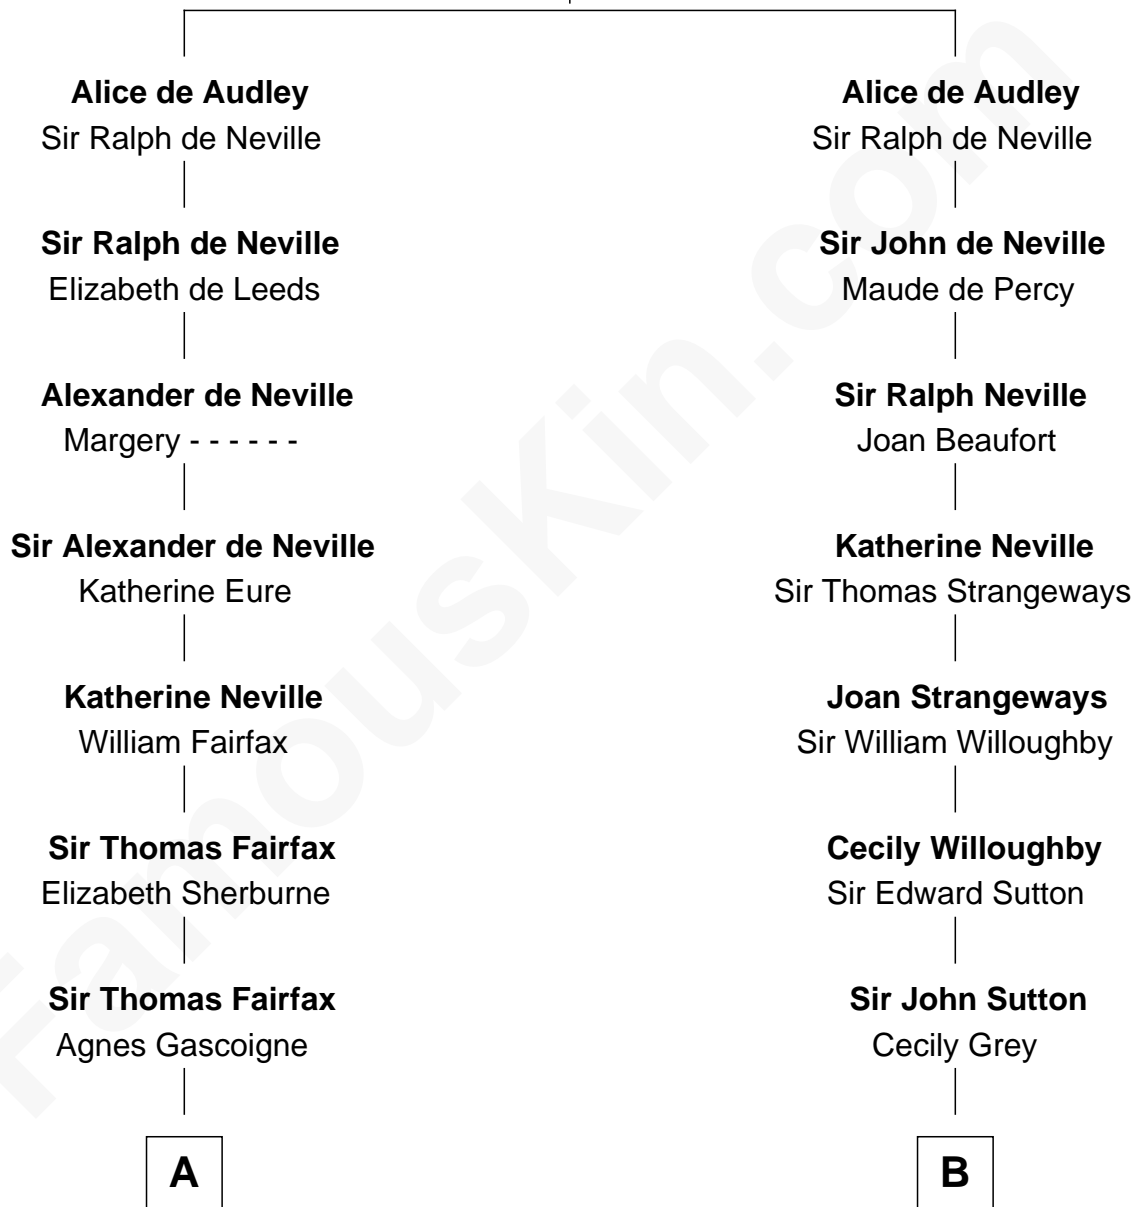 Alice de Audley
Sir Ralph de Neville
Sir Ralph de Neville
Elizabeth de Leeds
Alexander de Neville
Margery - - - - - -
Sir Alexander de Neville
Katherine Eure
Katherine Neville
William Fairfax
Sir Thomas Fairfax
Elizabeth Sherburne
Sir Thomas Fairfax
Agnes Gascoigne
A
Alice de Audley
Sir Ralph de Neville
Sir John de Neville
Maude de Percy
Sir Ralph Neville
Joan Beaufort
Katherine Neville
Sir Thomas Strangeways
Joan Strangeways
Sir William Willoughby
Cecily Willoughby
Sir Edward Sutton
Sir John Sutton
Cecily Grey
B
FamousKin.com